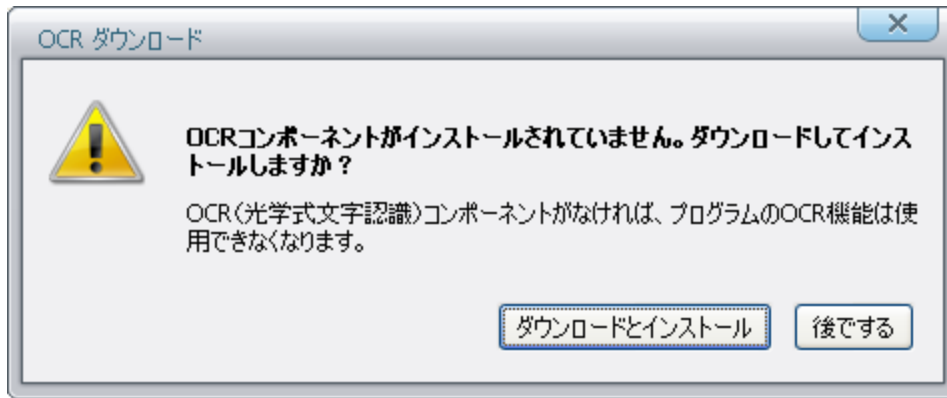 OCR ダウンロード
OCRコンポーネントがインストールされていません。ダウンロードしてインス
トールしますか？
OCR（光学式文字認識）コンポーネントがなければ、プログラムのOCR機能は使
用できなくなります。
ダウンロードとインストール
後でする